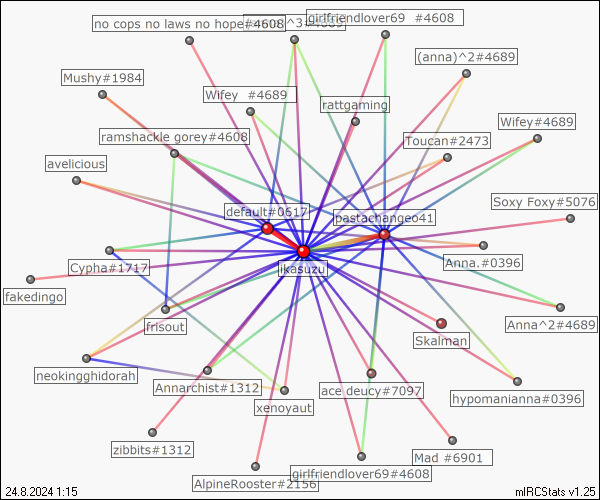 no cops no laws no hope#4608
^3#4689
girlfriendlover69 #4608
(anna)^2#4689
Mushy#1984
Wifey #4689
rattgaming
Wifey#4689
ramshackle gorey#4608
Toucan#2473
avelicious
Soxy Foxy#5076
default#0617
pastachangeo41
Cypha#1717
ikasuzu
Anna.#0396
fakedingo
frisout
Anna^2#4689
Skalman
neokingghidorah
Annarchist#1312
ace deucy#7097
hypomanianna#0396
xenoyaut
zibbits#1312
Mad #6901
AlpineRooster#2156
girlfriendlover69#4608
24.8.2024 1:15
mIRCStats v1.25